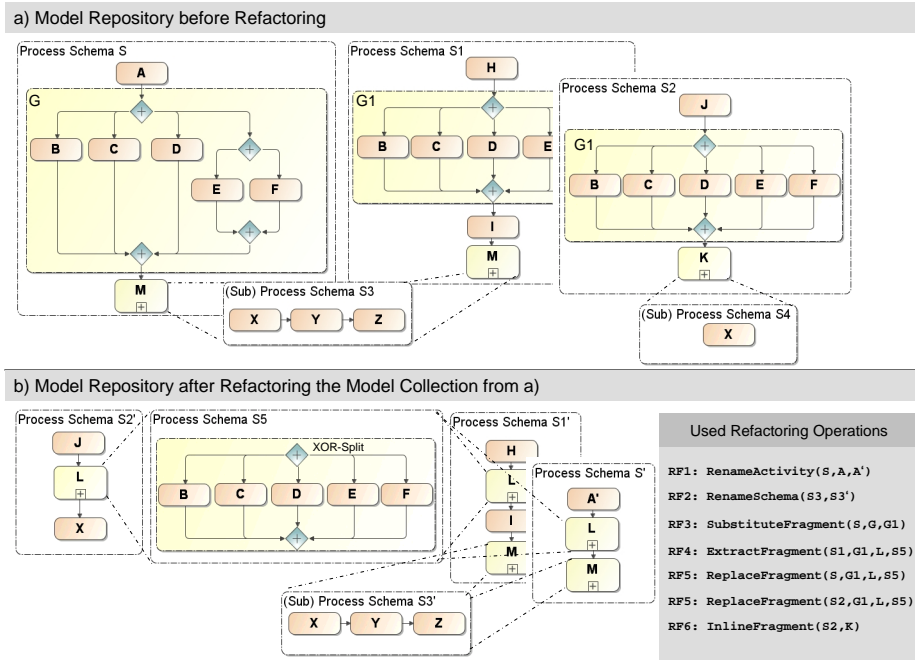 a) Model Repository before Refactoring
Process Schema S
A
G
B C D
E F
M
Process Schema S1
H
G1
B C D E
I
M
Process Schema S2
J
G1
B C D E F
K
(Sub) Process Schema S3
X Y Z
(Sub) Process Schema S4
X
b) Model Repository after Refactoring the Model Collection from a)
Process Schema S2'
J
L
X
Process Schema S5
XOR-Split
B C D E F
Process Schema S1'
H
L
I
M
Process Schema S'
A'
L
M
(Sub) Process Schema S3'
X Y Z
Used Refactoring Operations
RF1: RenameActivity(S,A,A')
RF2: RenameSchema(S3,S3')
RF3: SubstituteFragment(S,G,G1)
RF4: ExtractFragment(S1,G1,L,S5)
RF5: ReplaceFragment(S,G1,L,S5)
RF5: ReplaceFragment(S2,G1,L,S5)
RF6: InlineFragment(S2,K)